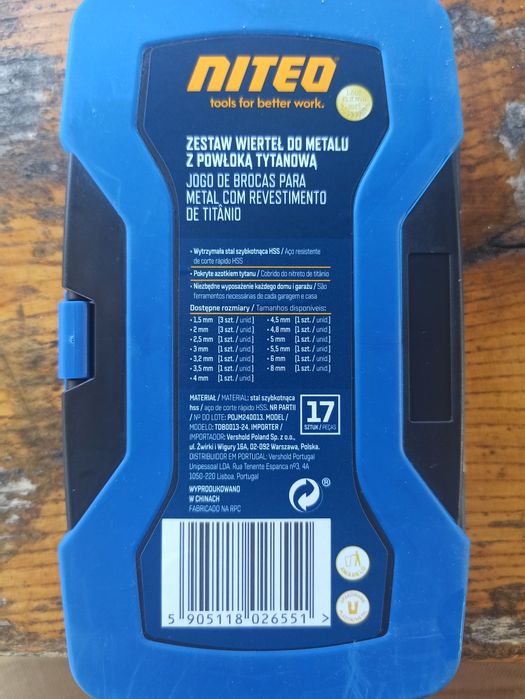 NITEO
tools for better work.
ZESTAW WIERTEŁ DO METALU
Z POWŁOKĄ TYTANOWĄ
JOGO DE BROCAS PARA
METAL COM REVESTIMENTO
DE TITÂNIO
• Wytrzymała stal szybkotnąca HSS / Aço resistente
de corte rápido HSS
• Pokryte azotkiem tytanu / Cobrido do nitreto de titânio
• Niezbędne wyposażenie każdego domu i garażu / São
ferramentos necessárias de cada garagem e casa
Dostępne rozmiary / Tamanhos disponíveis:
• 1,5 mm [3 szt. / unid.] • 4,5 mm [1 szt. / unid.]
• 2 mm [3 szt. / unid.] • 4,8 mm [1 szt. / unid.]
• 2,5 mm [1 szt. / unid.] • 5 mm [1 szt. / unid.]
• 3 mm [1 szt. / unid.] • 5,5 mm [1 szt. / unid.]
• 3,2 mm [1 szt. / unid.] • 6 mm [1 szt. / unid.]
• 3,5 mm [1 szt. / unid.] • 8 mm [1 szt. / unid.]
• 4 mm [1 szt. / unid.]
MATERIAŁ / MATERIAL: stal szybkotnąca
hss / aço de corte rápido HSS. NR PARTII
/ Nº DO LOTE: POJM240013. MODEL /
MODELO: TDB0013-24. IMPORTER /
IMPORTADOR: Vershold Poland Sp. z o.o.,
ul. Żwirki i Wigury 16A, 02-092 Warszawa, Polska.
DISTRIBUIDOR EM PORTUGAL: Vershold Portugal
Unipessoal LDA, Rua Tenente Espanca nº3, 4A
1050-220 Lisboa, Portugal
17
SZTUK / PEÇAS
WYPRODUKOWANO
W CHINACH
FABRICADO NA RPC
®
5 905118 026551 >